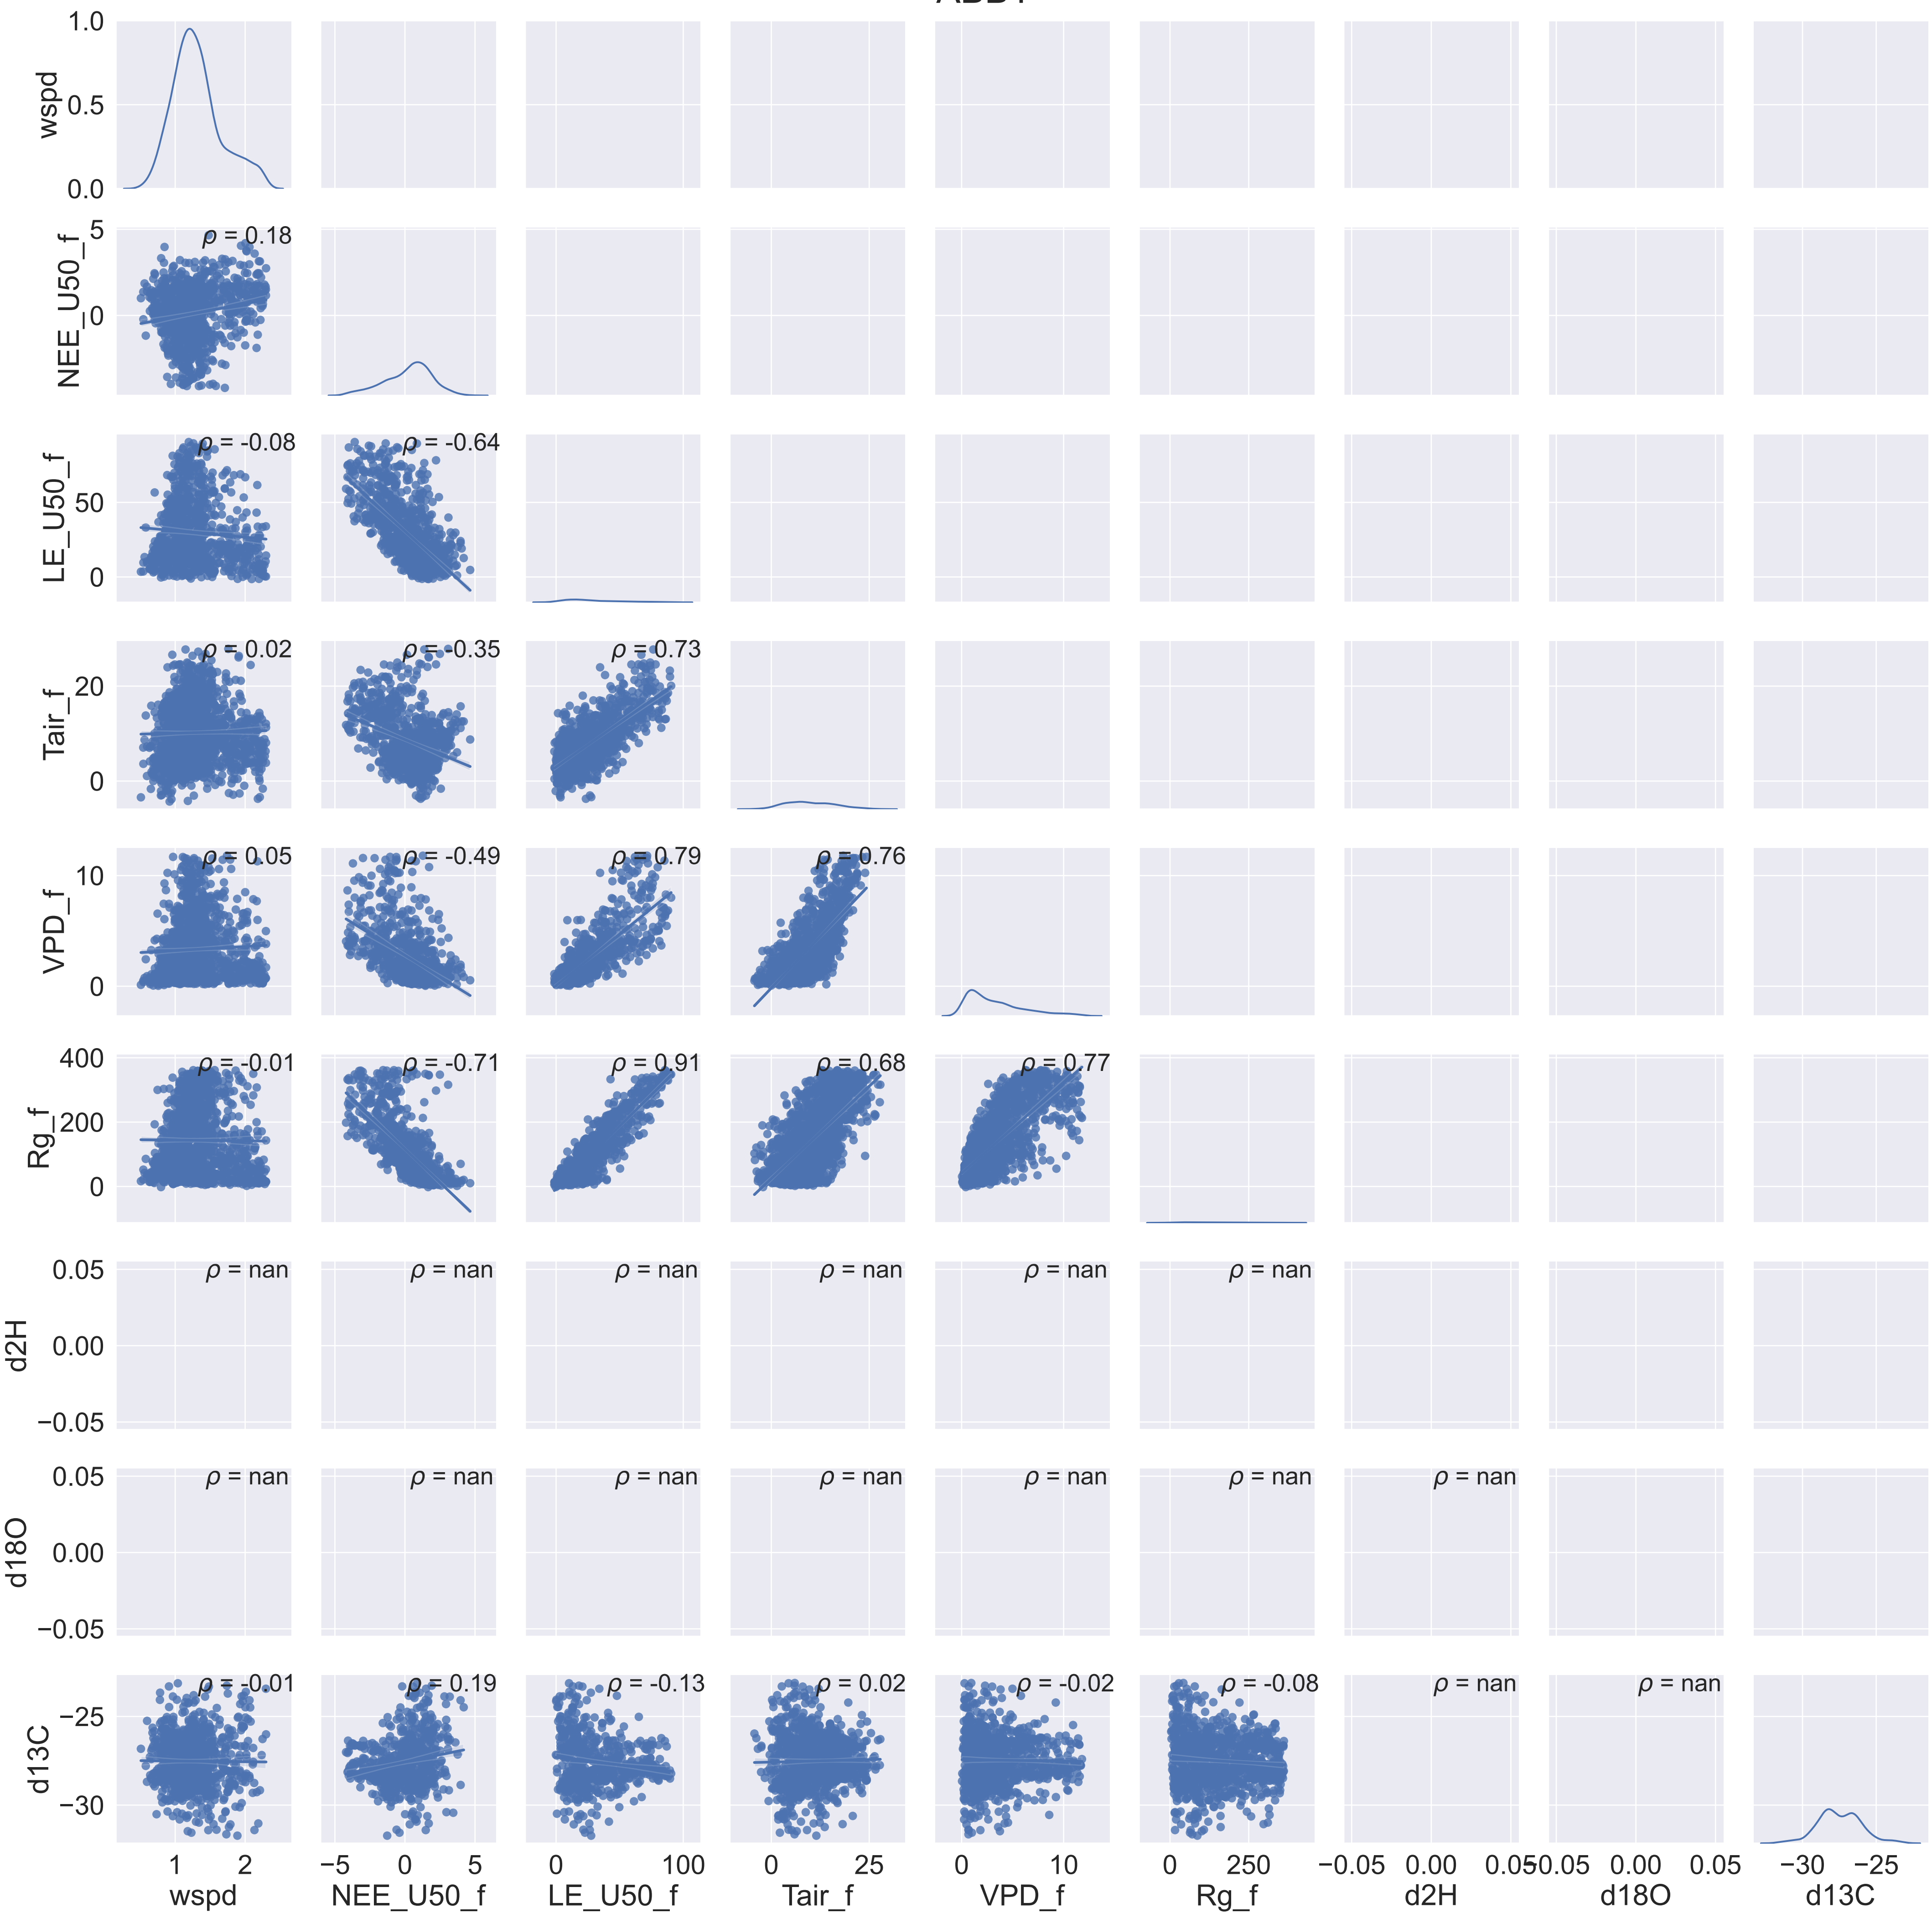 1.0
0.5
0.0
wspd
5
0
NEE_U50_f
ρ = 0.18
50
0
LE_U50_f
ρ = -0.08
ρ = -0.64
20
0
Tair_f
ρ = 0.02
ρ = -0.35
ρ = 0.73
10
0
VPD_f
ρ = 0.05
ρ = -0.49
ρ = 0.79
ρ = 0.76
400
200
0
Rg_f
ρ = -0.01
ρ = -0.71
ρ = 0.91
ρ = 0.68
ρ = 0.77
0.05
0.00
−0.05
d2H
ρ = nan
ρ = nan
ρ = nan
ρ = nan
ρ = nan
ρ = nan
0.05
0.00
−0.05
d18O
ρ = nan
ρ = nan
ρ = nan
ρ = nan
ρ = nan
ρ = nan
ρ = nan
−25
−30
d13C
ρ = -0.01
ρ = 0.19
ρ = -0.13
ρ = 0.02
ρ = -0.02
ρ = -0.08
ρ = nan
ρ = nan
1 2
−5 0 5
0 100
0 25
0 10
0 250
−0.05 0.00 0.05
−0.05 0.00 0.05
−30 −25
wspd
NEE_U50_f
LE_U50_f
Tair_f
VPD_f
Rg_f
d2H
d18O
d13C